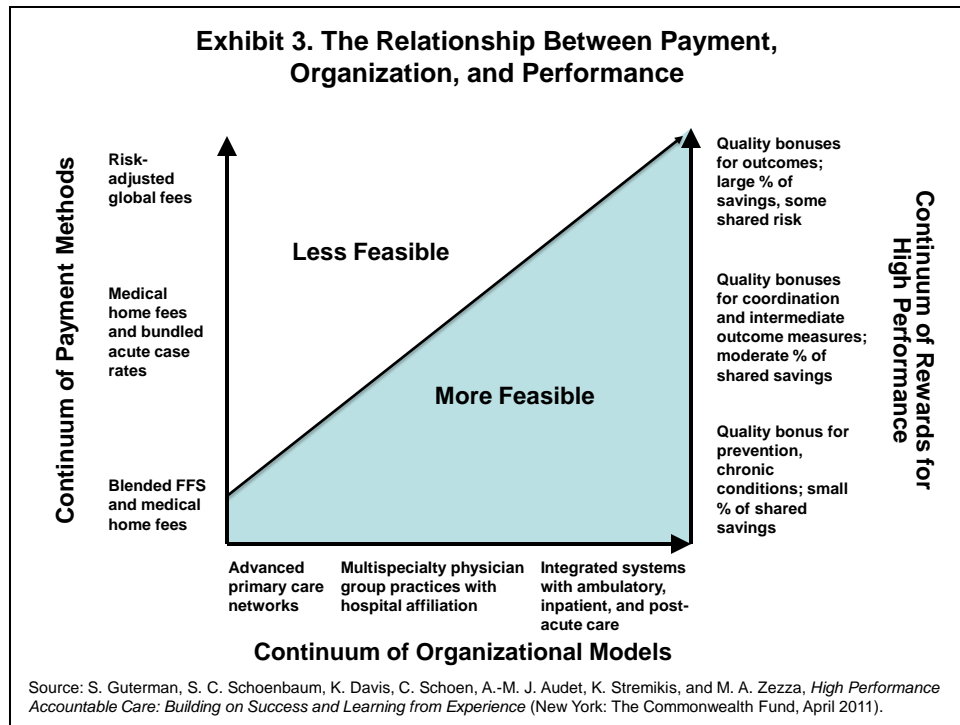 Exhibit 3. The Relationship Between Payment,
Organization, and Performance
Continuum of Payment Methods
Risk-
adjusted
global fees
Medical
home fees
and bundled
acute case
rates
Blended FFS
and medical
home fees
Less Feasible
More Feasible
Quality bonuses
for outcomes;
large % of
savings, some
shared risk
Quality bonuses
for coordination
and intermediate
outcome measures;
moderate % of
shared savings
Quality bonus for
prevention,
chronic
conditions; small
% of shared
savings
Continuum of Rewards for
High Performance
Advanced
primary care
networks
Multispecialty physician
group practices with
hospital affiliation
Integrated systems
with ambulatory,
inpatient, and post-
acute care
Continuum of Organizational Models
Source: S. Guterman, S. C. Schoenbaum, K. Davis, C. Schoen, A.-M. J. Audet, K. Stremikis, and M. A. Zezza, High Performance
Accountable Care: Building on Success and Learning from Experience (New York: The Commonwealth Fund, April 2011).